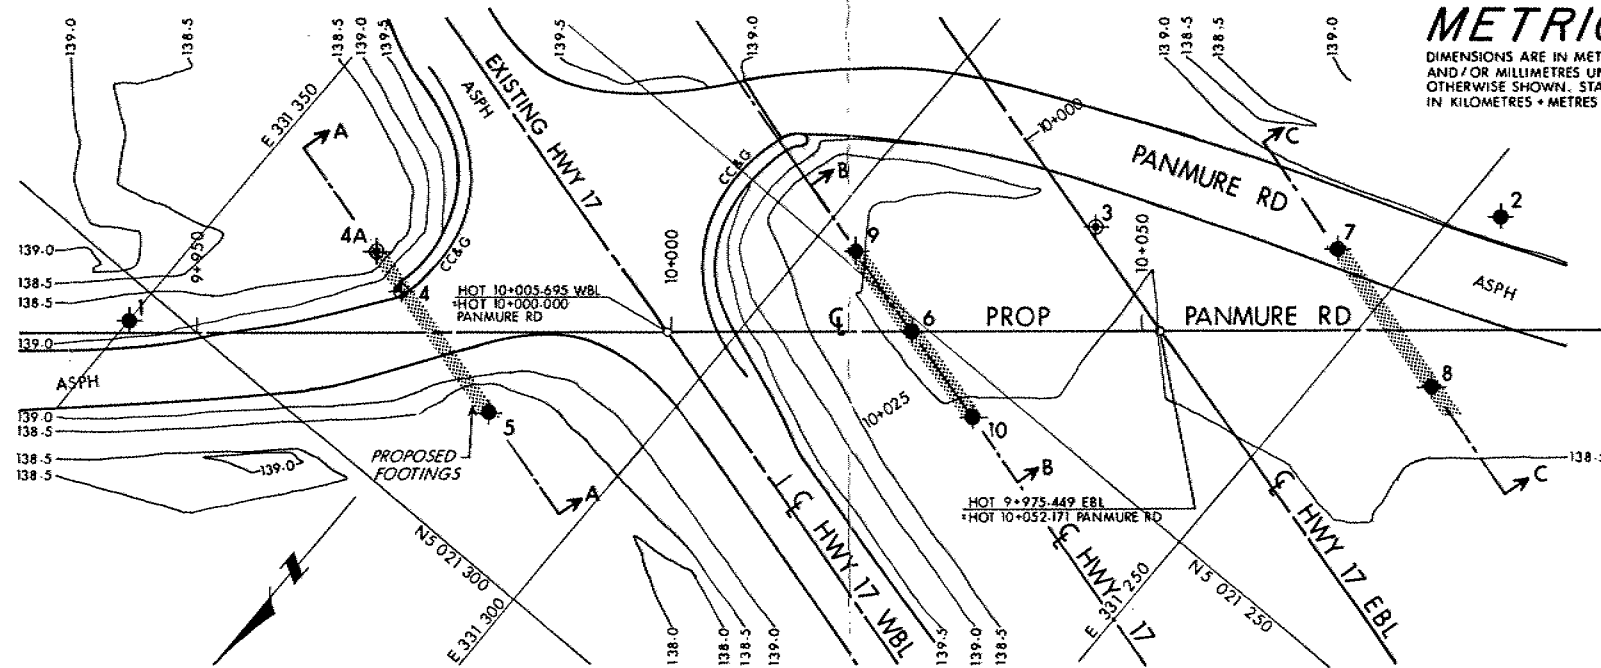 METRIC
DIMENSIONS ARE IN MET
AND/OR MILLIMETRES UN
OTHERWISE SHOWN. STA
IN KILOMETRES + METRES
139·0
138·5
138·5
139·0
139·5
139·5
139·0
139·0
138·5
138·5
139·0
E 331 350
A
EXISTING HWY 17
ASPH
CC&G
B
10+000
C
PANMURE RD
2
139·0
138·5
138·5
139·0
9+950
1
4A
4
CC&G
HOT 10+005·695 WBL
=HOT 10+000·000
PANMURE RD
10+000
9
6
℄
PROP
3
10+050
PANMURE RD
7
ASPH
8
ASPH
139·0
138·5
138·5
138·5
139·0
PROPOSED
FOOTINGS
5
A
10+025
10
B
HOT 9+975·449 EBL
=HOT 10+052·171 PANMURE RD
C
138·5
N5 021 300
E 331 300
℄ HWY 17 WBL
℄ HWY 17
E 331 250
N5 021 250
℄ HWY 17 EBL
138·0
138·0
138·5
139·0
139·5
139·0
138·5